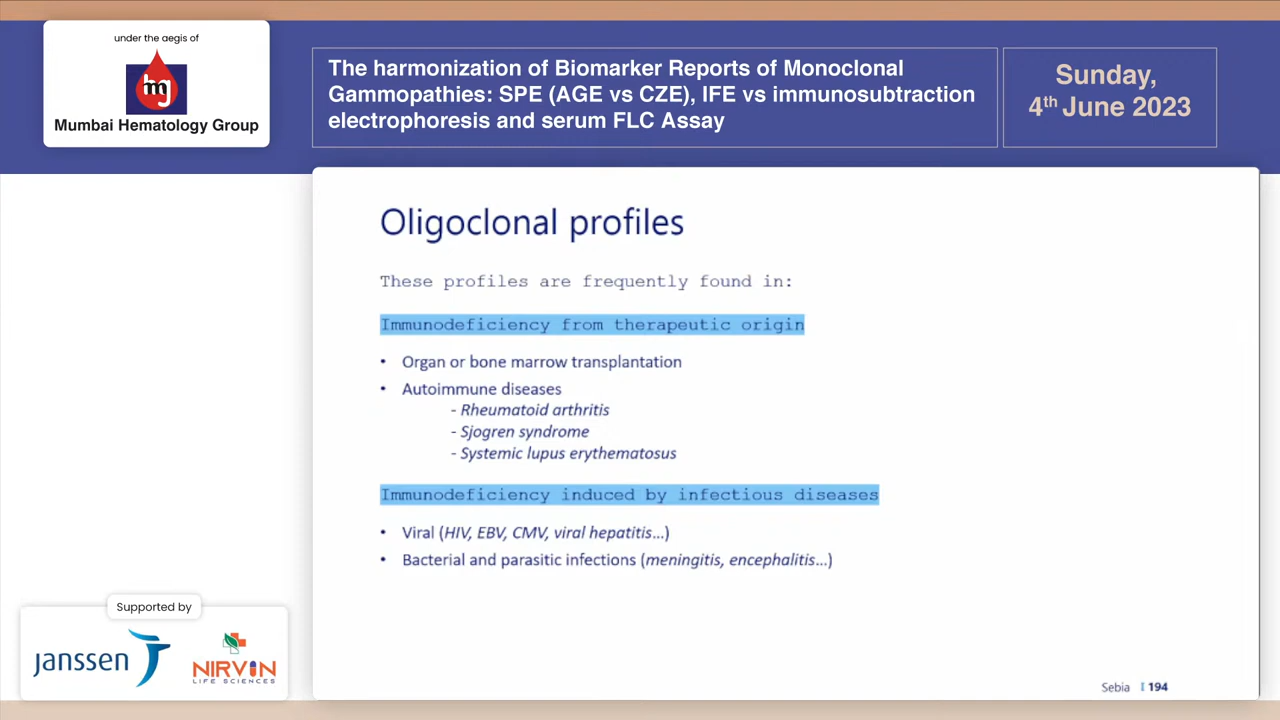 under the aegis of
mg
Mumbai Hematology Group
The harmonization of Biomarker Reports of Monoclonal
Gammopathies: SPE (AGE vs CZE), IFE vs immunosubtraction
electrophoresis and serum FLC Assay
Sunday,
4th June 2023
Oligoclonal profiles
These profiles are frequently found in:
Immunodeficiency from therapeutic origin
• Organ or bone marrow transplantation
• Autoimmune diseases
- Rheumatoid arthritis
- Sjogren syndrome
- Systemic lupus erythematosus
Immunodeficiency induced by infectious diseases
• Viral (HIV, EBV, CMV, viral hepatitis...)
• Bacterial and parasitic infections (meningitis, encephalitis...)
Supported by
janssen
NIRVIN
LIFE SCIENCES
Sebia 194